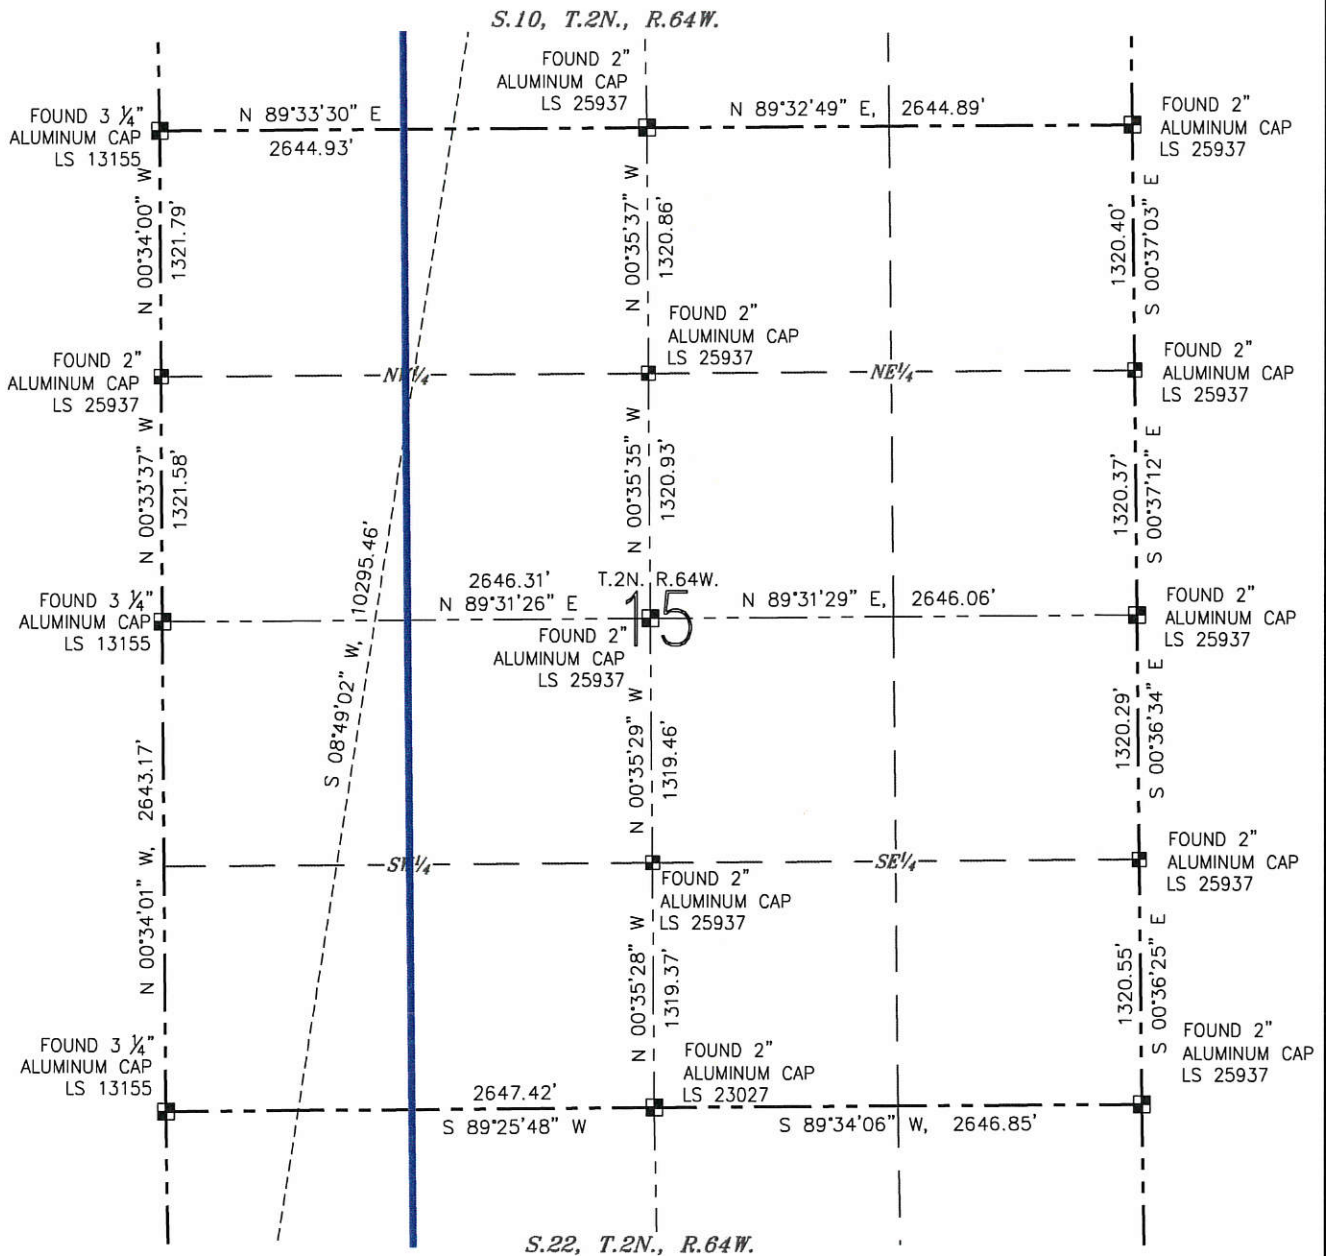 S.10, T.2N., R.64W.
FOUND 2"
ALUMINUM CAP
LS 25937
FOUND 3 ¼"
ALUMINUM CAP
LS 13155
N 89°33'30" E
2644.93'
N 89°32'49" E, 2644.89'
FOUND 2"
ALUMINUM CAP
LS 25937
N 00°34'00" W
1321.79'
N 00°35'37" W
1320.86'
1320.40'
S 00°37'03" E
FOUND 2"
ALUMINUM CAP
LS 25937
FOUND 2"
ALUMINUM CAP
LS 25937
FOUND 2"
ALUMINUM CAP
LS 25937
NW¼
NE¼
N 00°33'37" W
1321.58'
N 00°35'35" W
1320.93'
1320.37'
S 00°37'12" E
S 08°49'02" W, 10295.46'
FOUND 3 ¼"
ALUMINUM CAP
LS 13155
2646.31'
N 89°31'26" E
T.2N. R.64W.
15
N 89°31'29" E, 2646.06'
FOUND 2"
ALUMINUM CAP
LS 25937
FOUND 2"
ALUMINUM CAP
LS 25937
N 00°34'01" W, 2643.17'
N 00°35'29" W
1319.46'
1320.29'
S 00°36'34" E
SW¼
SE¼
FOUND 2"
ALUMINUM CAP
LS 25937
FOUND 2"
ALUMINUM CAP
LS 25937
N 00°35'28" W
1319.37'
1320.55'
S 00°36'25" E
FOUND 3 ¼"
ALUMINUM CAP
LS 13155
FOUND 2"
ALUMINUM CAP
LS 23027
FOUND 2"
ALUMINUM CAP
LS 25937
2647.42'
S 89°25'48" W
S 89°34'06" W, 2646.85'
S.22, T.2N., R.64W.